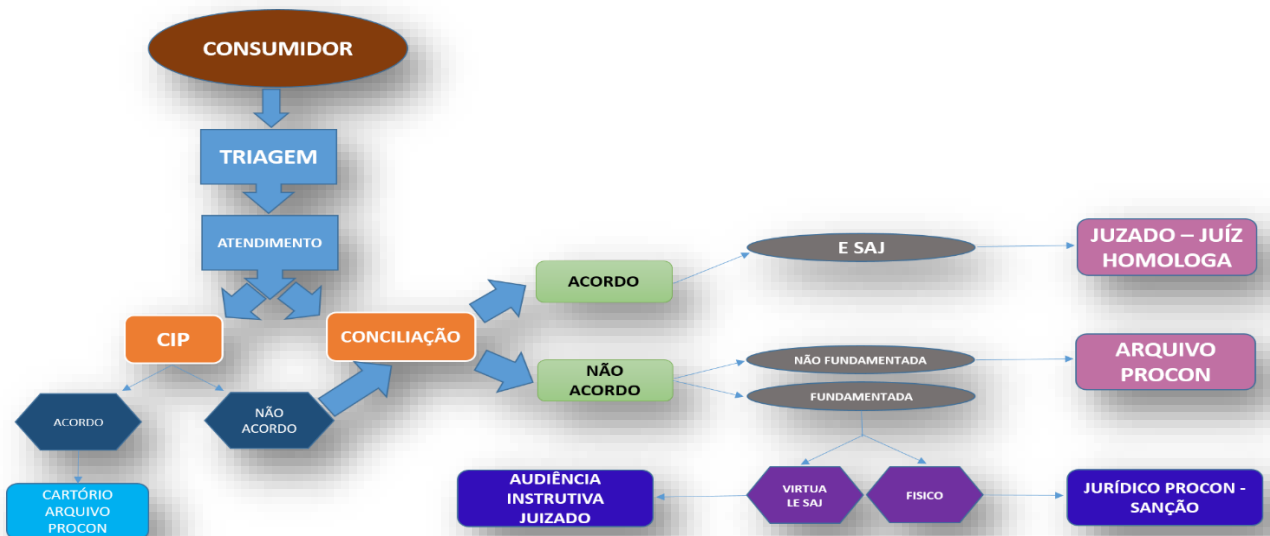 CONSUMIDOR
TRIAGEM
ATENDIMENTO
CIP
CONCILIAÇÃO
ACORDO
NÃO
ACORDO
CARTÓRIO
ARQUIVO
PROCON
ACORDO
NÃO
ACORDO
E SAJ
NÃO FUNDAMENTADA
FUNDAMENTADA
JUZADO – JUÍZ
HOMOLOGA
ARQUIVO
PROCON
AUDIÊNCIA
INSTRUTIVA
JUIZADO
VIRTUA
LE SAJ
FISICO
JURÍDICO PROCON -
SANÇÃO